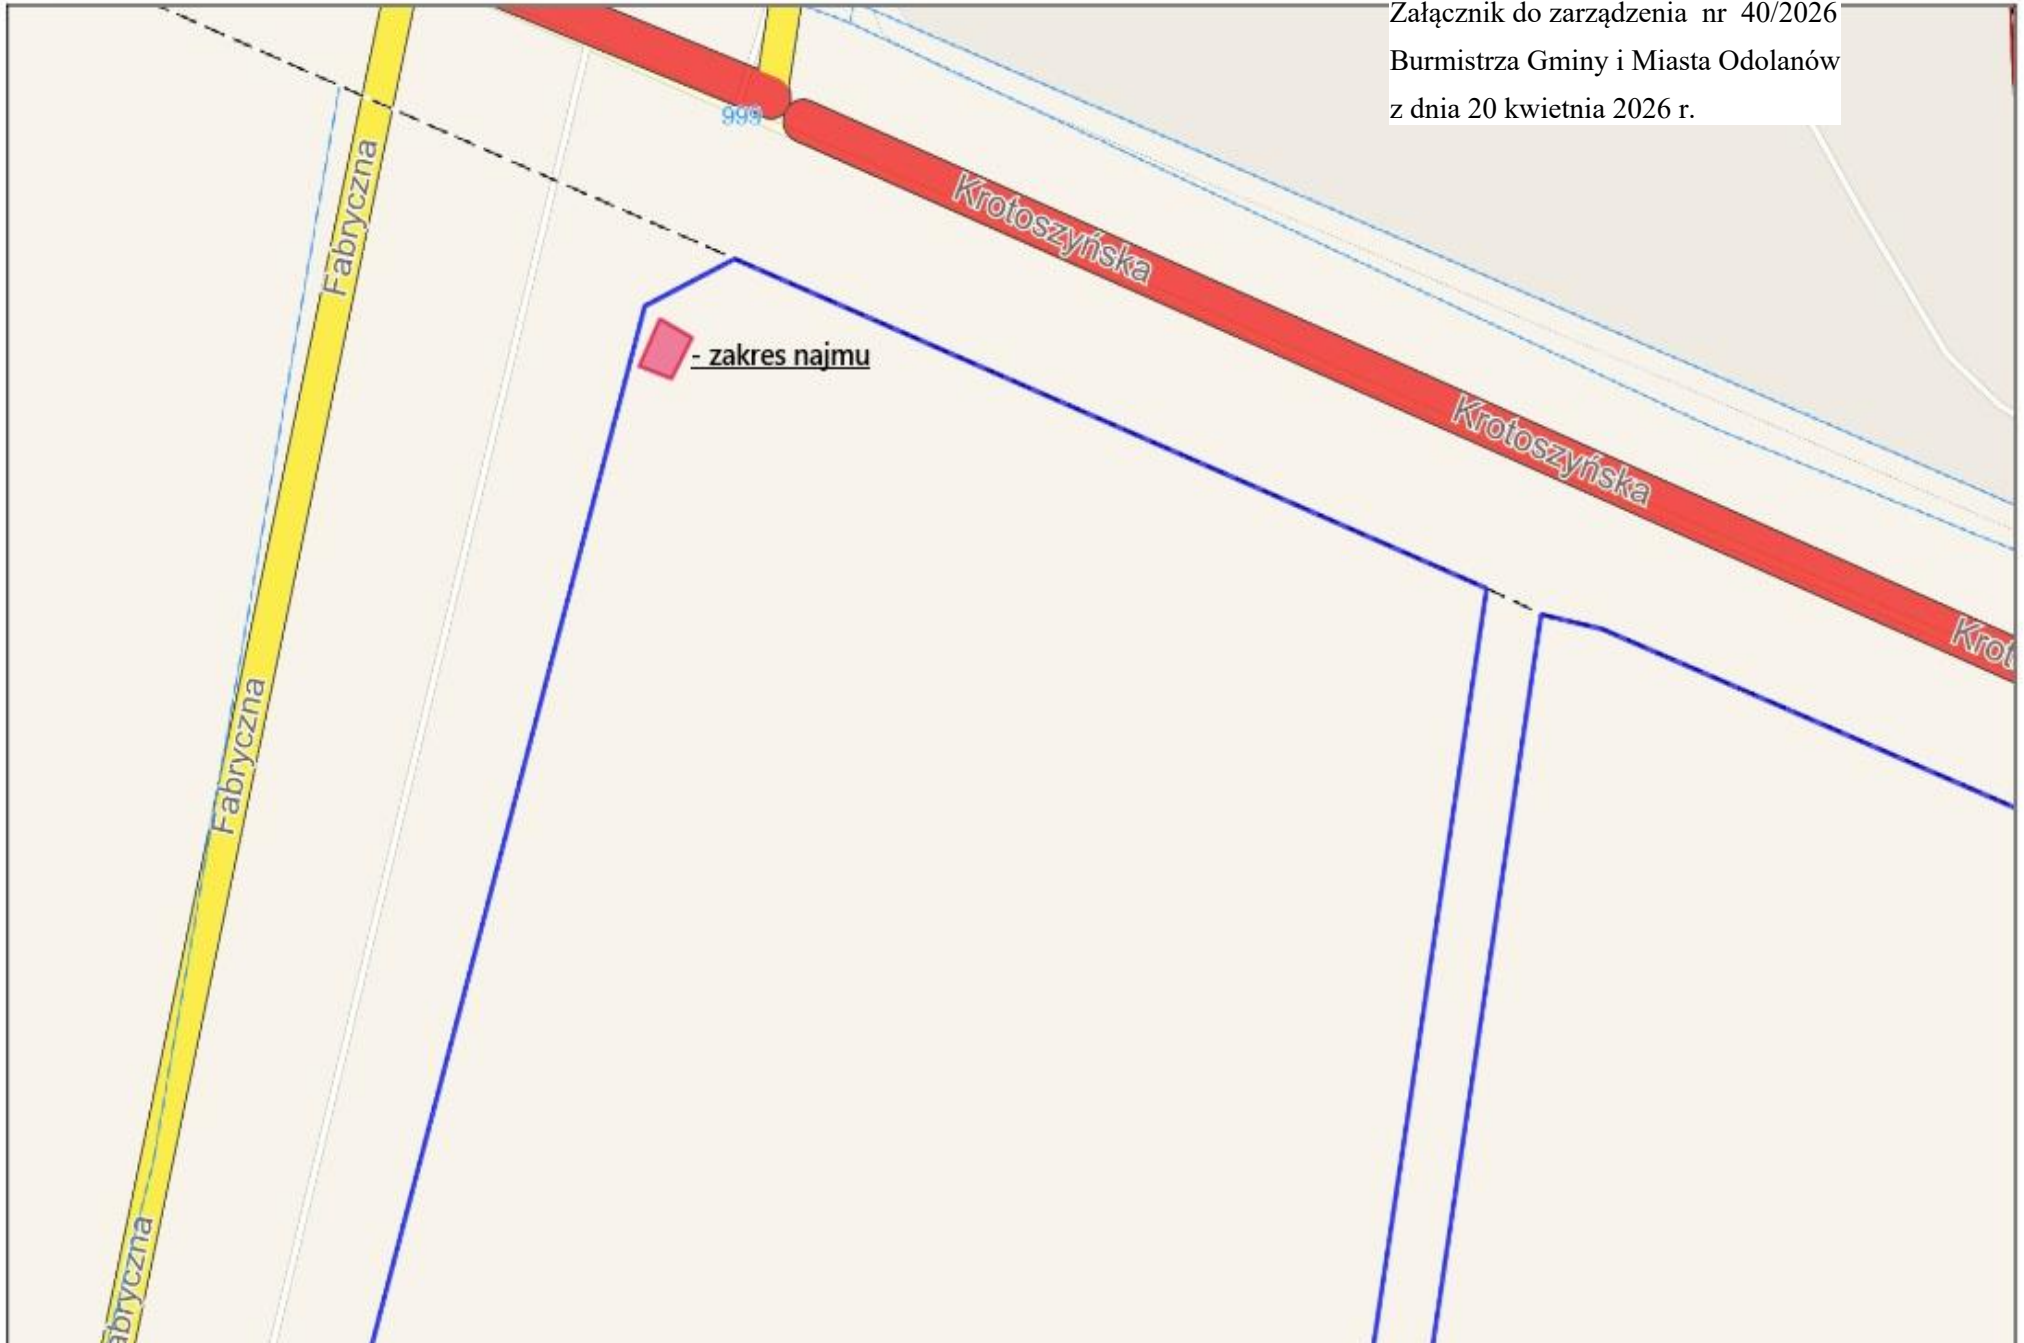 Załącznik do zarządzenia nr 40/2026
Burmistrza Gminy i Miasta Odolanów
z dnia 20 kwietnia 2026 r.
999
Fabryczna
Krotoszyńska
- zakres najmu
Krotoszyńska
Krot
Fabryczna
abryczna